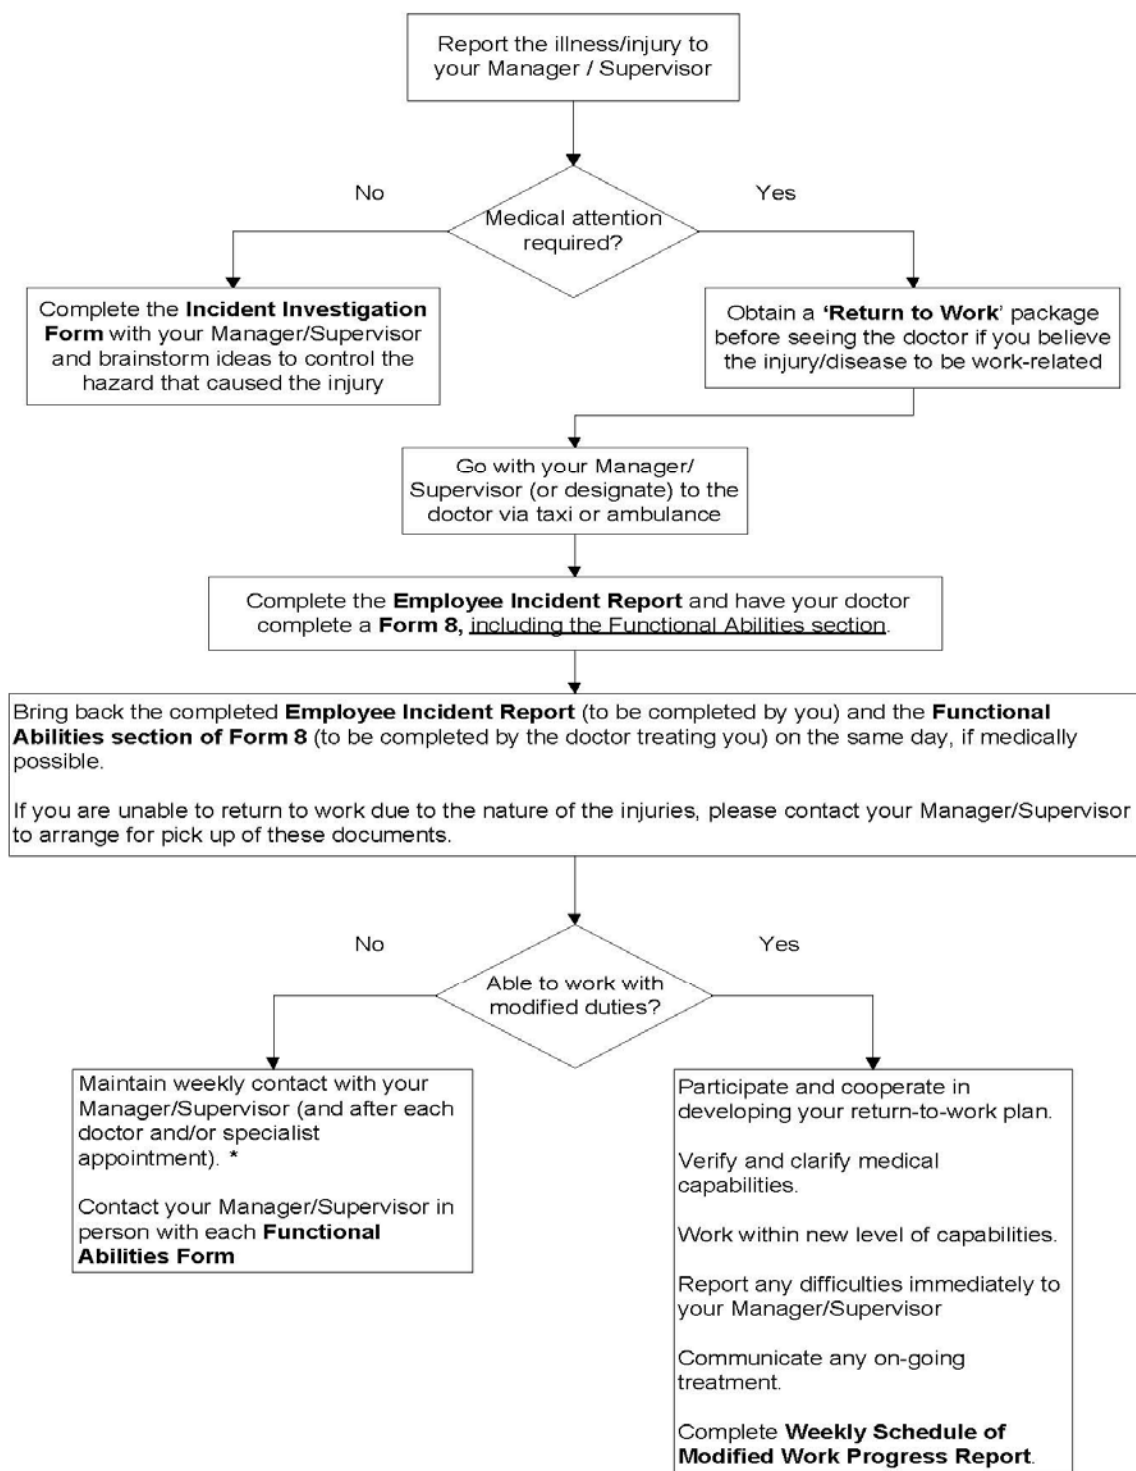 Report the illness/injury to
your Manager / Supervisor
No
Yes
Medical attention
required?
Complete the Incident Investigation
Form with your Manager/Supervisor
and brainstorm ideas to control the
hazard that caused the injury
Obtain a ‘Return to Work’ package
before seeing the doctor if you believe
the injury/disease to be work-related
Go with your Manager/
Supervisor (or designate) to the
doctor via taxi or ambulance
Complete the Employee Incident Report and have your doctor
complete a Form 8, including the Functional Abilities section.
Bring back the completed Employee Incident Report (to be completed by you) and the Functional
Abilities section of Form 8 (to be completed by the doctor treating you) on the same day, if medically
possible.
If you are unable to return to work due to the nature of the injuries, please contact your Manager/Supervisor
to arrange for pick up of these documents.
No
Yes
Able to work with
modified duties?
Maintain weekly contact with your
Manager/Supervisor (and after each
doctor and/or specialist
appointment). *
Contact your Manager/Supervisor in
person with each Functional
Abilities Form
Participate and cooperate in
developing your return-to-work plan.
Verify and clarify medical
capabilities.
Work within new level of capabilities.
Report any difficulties immediately to
your Manager/Supervisor
Communicate any on-going
treatment.
Complete Weekly Schedule of
Modified Work Progress Report.